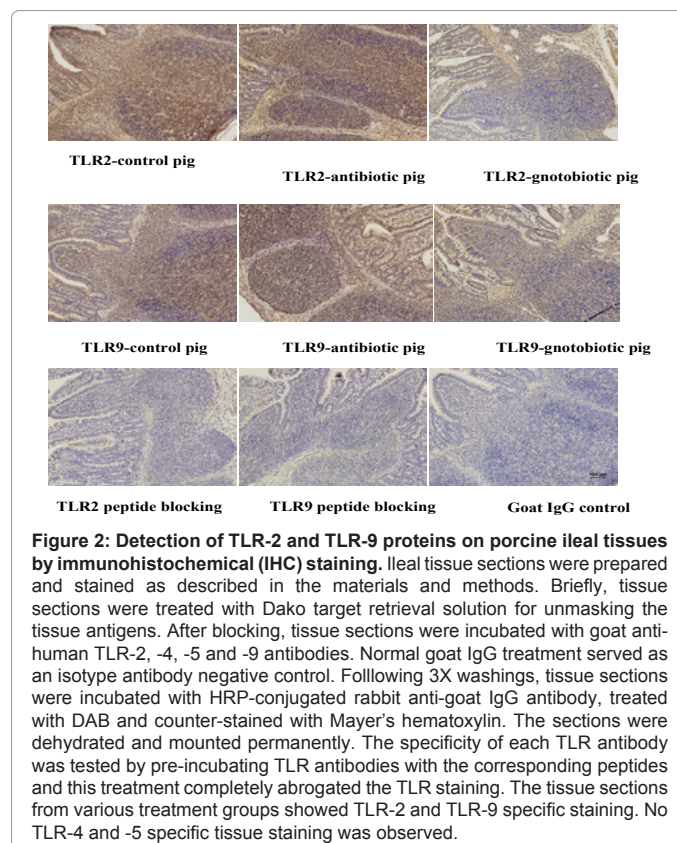 TLR2-control pig
TLR2-antibiotic pig
TLR2-gnotobiotic pig
TLR9-control pig
TLR9-antibiotic pig
TLR9-gnotobiotic pig
TLR2 peptide blocking
TLR9 peptide blocking
Goat IgG control
Figure 2: Detection of TLR-2 and TLR-9 proteins on porcine ileal tissues
by immunohistochemical (IHC) staining. Ileal tissue sections were prepared
and stained as described in the materials and methods. Briefly, tissue
sections were treated with Dako target retrieval solution for unmasking the
tissue antigens. After blocking, tissue sections were incubated with goat anti-
human TLR-2, -4, -5 and -9 antibodies. Normal goat IgG treatment served as
an isotype antibody negative control. Folllowing 3X washings, tissue sections
were incubated with HRP-conjugated rabbit anti-goat IgG antibody, treated
with DAB and counter-stained with Mayer’s hematoxylin. The sections were
dehydrated and mounted permanently. The specificity of each TLR antibody
was tested by pre-incubating TLR antibodies with the corresponding peptides
and this treatment completely abrogated the TLR staining. The tissue sections
from various treatment groups showed TLR-2 and TLR-9 specific staining. No
TLR-4 and -5 specific tissue staining was observed.